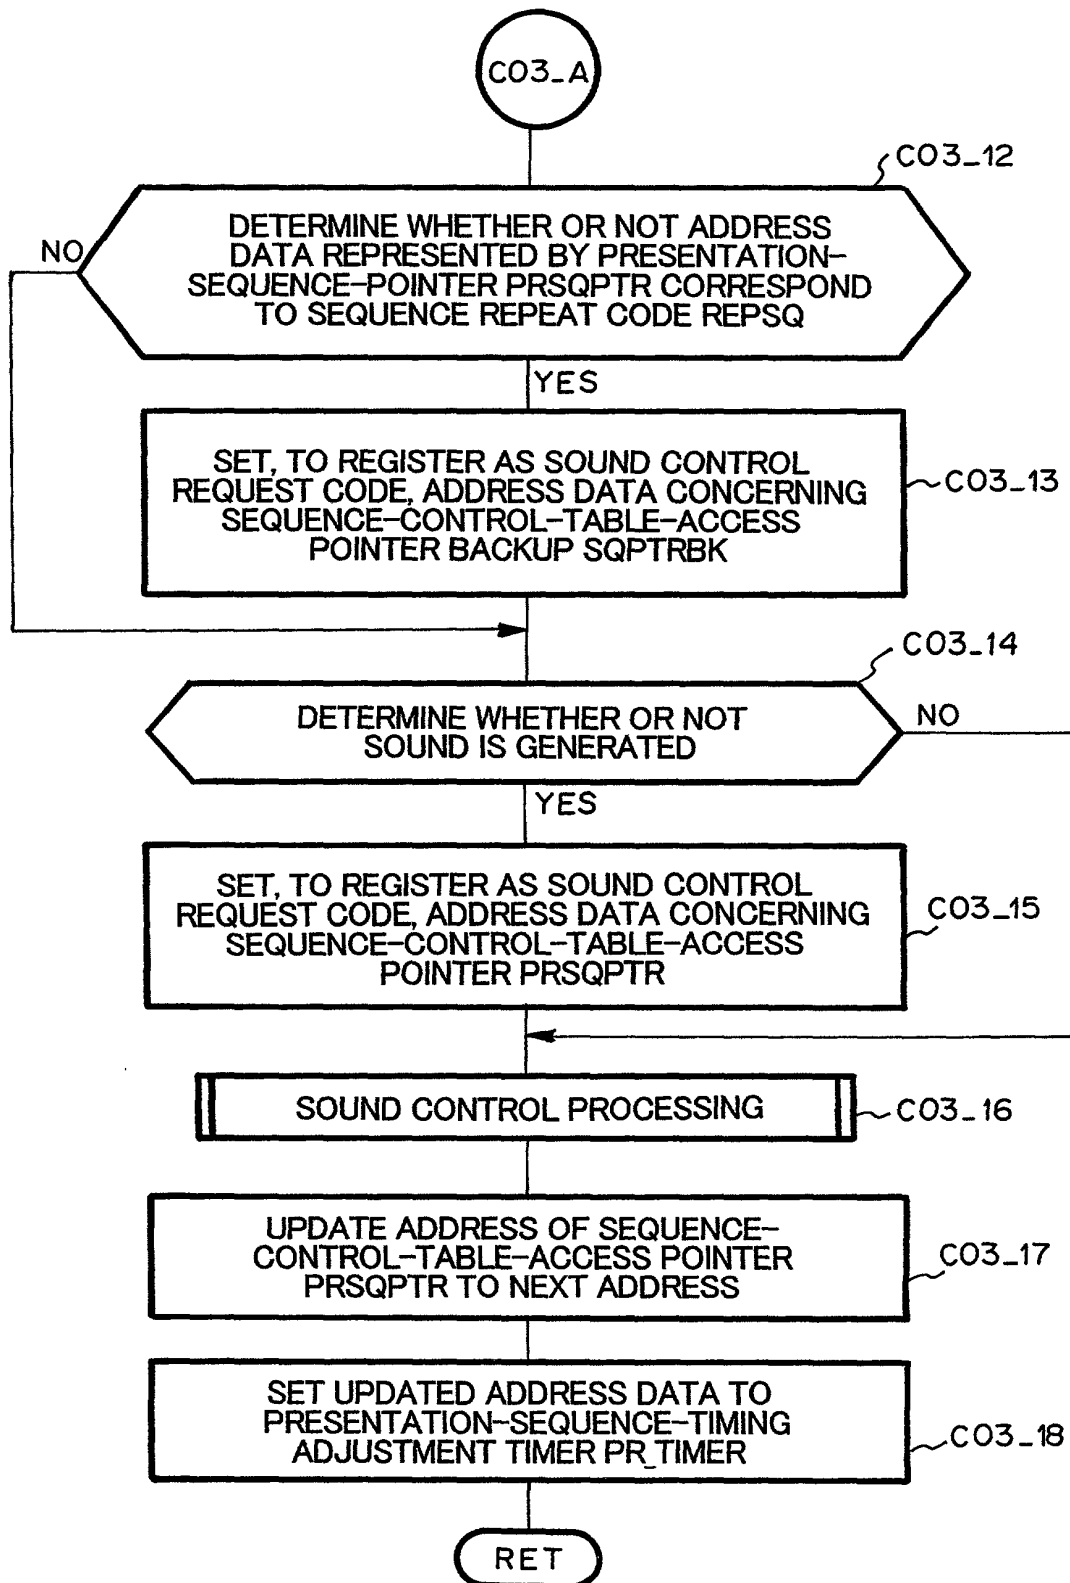 C03_A
C03_12
DETERMINE WHETHER OR NOT ADDRESS
DATA REPRESENTED BY PRESENTATION-
SEQUENCE-POINTER PRSQPTR CORRESPOND
TO SEQUENCE REPEAT CODE REPSQ
NO
YES
SET, TO REGISTER AS SOUND CONTROL
REQUEST CODE, ADDRESS DATA CONCERNING
SEQUENCE-CONTROL-TABLE-ACCESS
POINTER BACKUP SQPTRBK
C03_13
C03_14
DETERMINE WHETHER OR NOT
SOUND IS GENERATED
NO
YES
SET, TO REGISTER AS SOUND CONTROL
REQUEST CODE, ADDRESS DATA CONCERNING
SEQUENCE-CONTROL-TABLE-ACCESS
POINTER PRSQPTR
C03_15
SOUND CONTROL PROCESSING
C03_16
UPDATE ADDRESS OF SEQUENCE-
CONTROL-TABLE-ACCESS POINTER
PRSQPTR TO NEXT ADDRESS
C03_17
SET UPDATED ADDRESS DATA TO
PRESENTATION-SEQUENCE-TIMING
ADJUSTMENT TIMER PR_TIMER
C03_18
RET